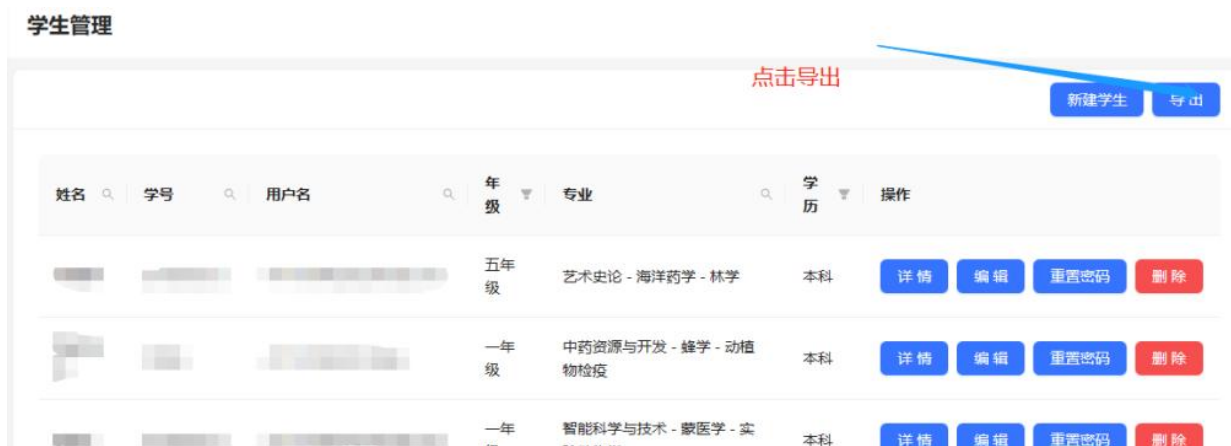 学生管理
点击导出
新建学生 导出
姓名 学号 用户名 年级 专业 学历 操作
五年级 艺术史论 - 海洋药学 - 林学 本科 详情 编辑 重置密码 删除
一年级 中药资源与开发 - 蜂学 - 动植
物检疫 本科 详情 编辑 重置密码 删除
一年 智能科学与技术 - 蒙医学 - 实 本科 详情 编辑 重置密码 删除